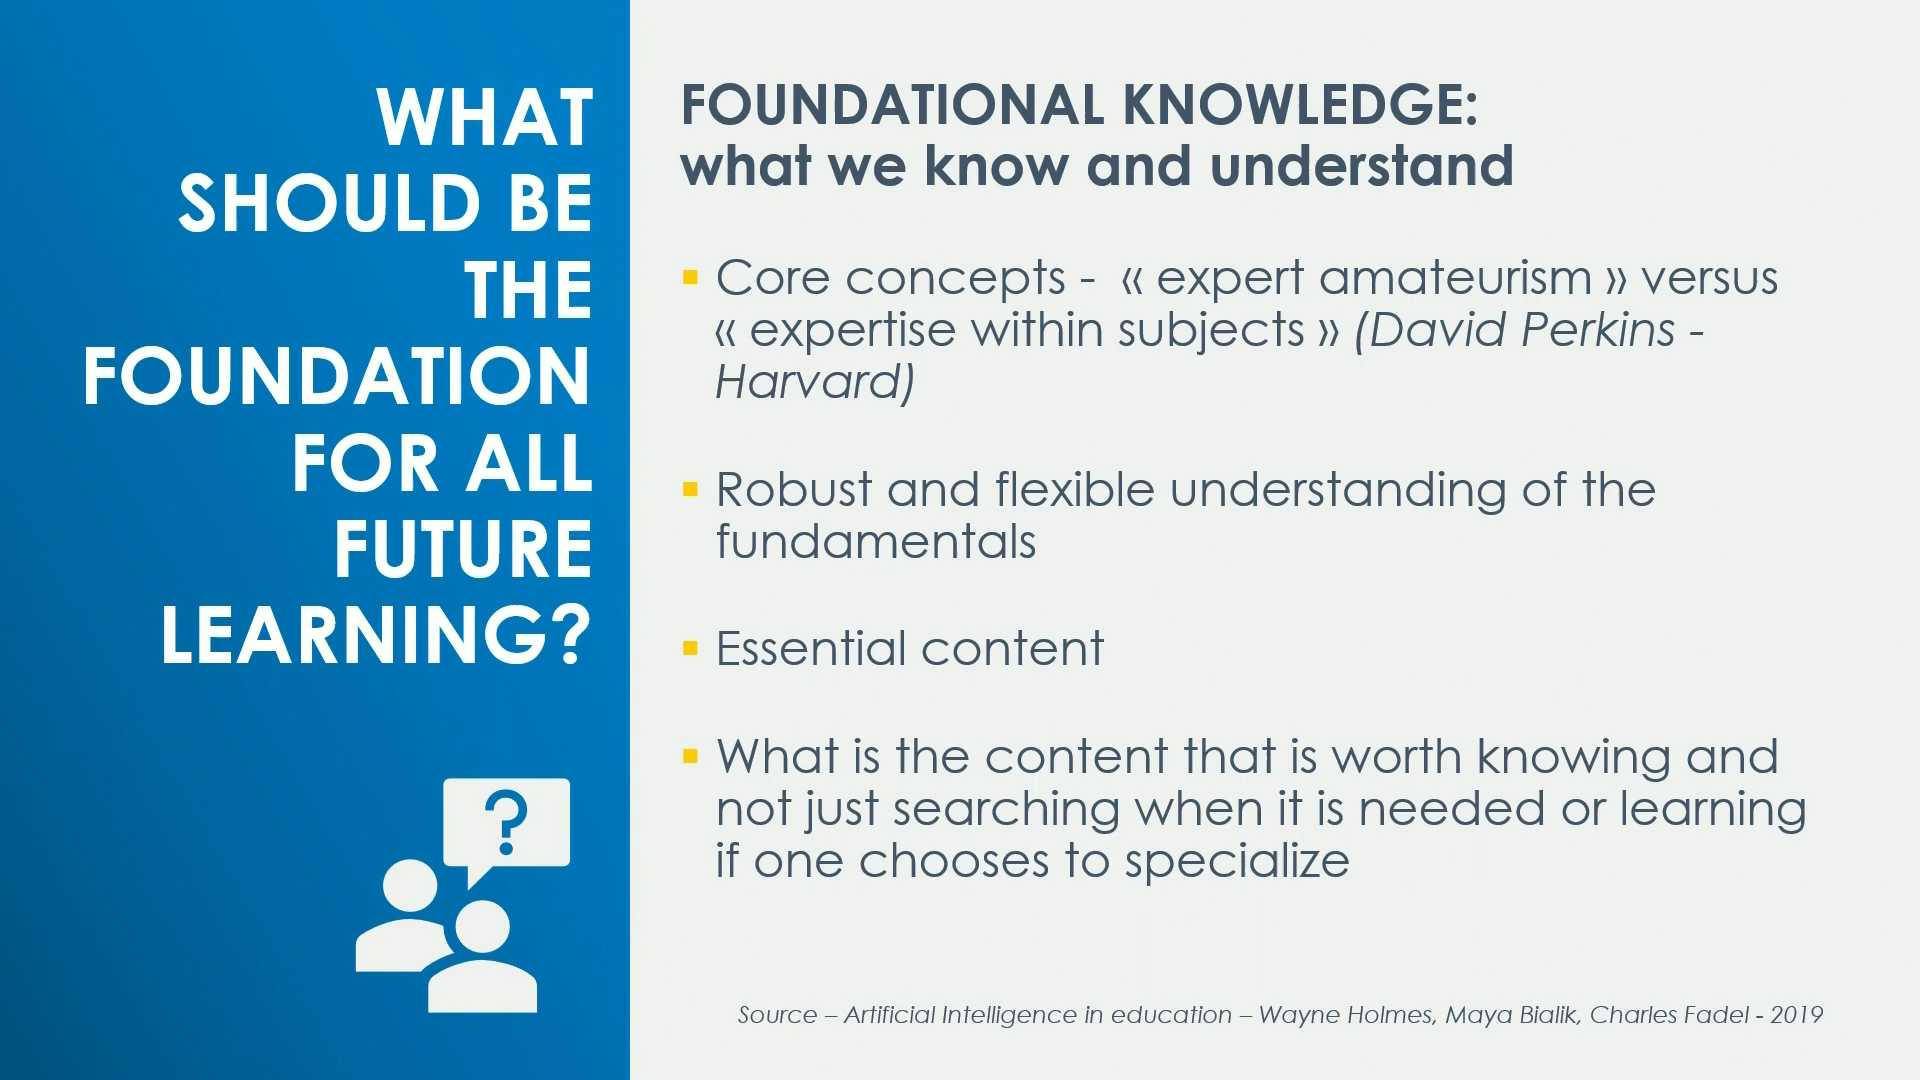 WHAT
SHOULD BE
THE
FOUNDATION
FOR ALL
FUTURE
LEARNING?
?
FOUNDATIONAL KNOWLEDGE:
what we know and understand
▪ Core concepts -  « expert amateurism » versus
« expertise within subjects » (David Perkins -
Harvard)
▪ Robust and flexible understanding of the
fundamentals
▪ Essential content
▪ What is the content that is worth knowing and
not just searching when it is needed or learning
if one chooses to specialize
Source – Artificial Intelligence in education – Wayne Holmes, Maya Bialik, Charles Fadel - 2019